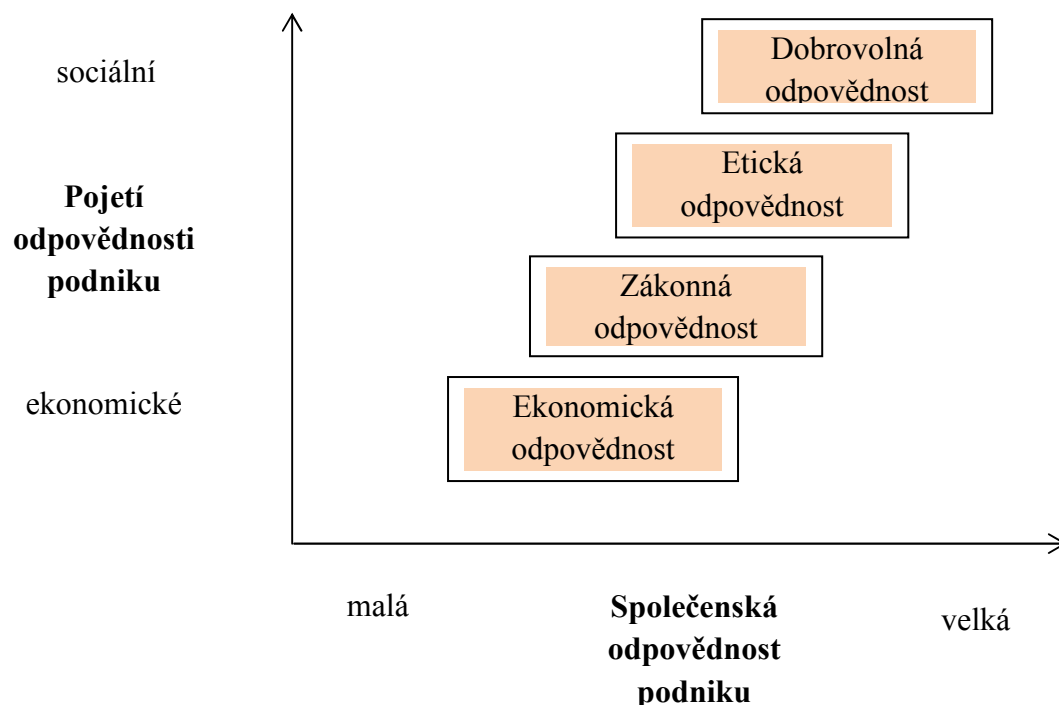 sociální
Dobrovolná
odpovědnost
Etická
odpovědnost
Pojetí
odpovědnosti
podniku
Zákonná
odpovědnost
ekonomické
Ekonomická
odpovědnost
malá
Společenská
odpovědnost
podniku
velká